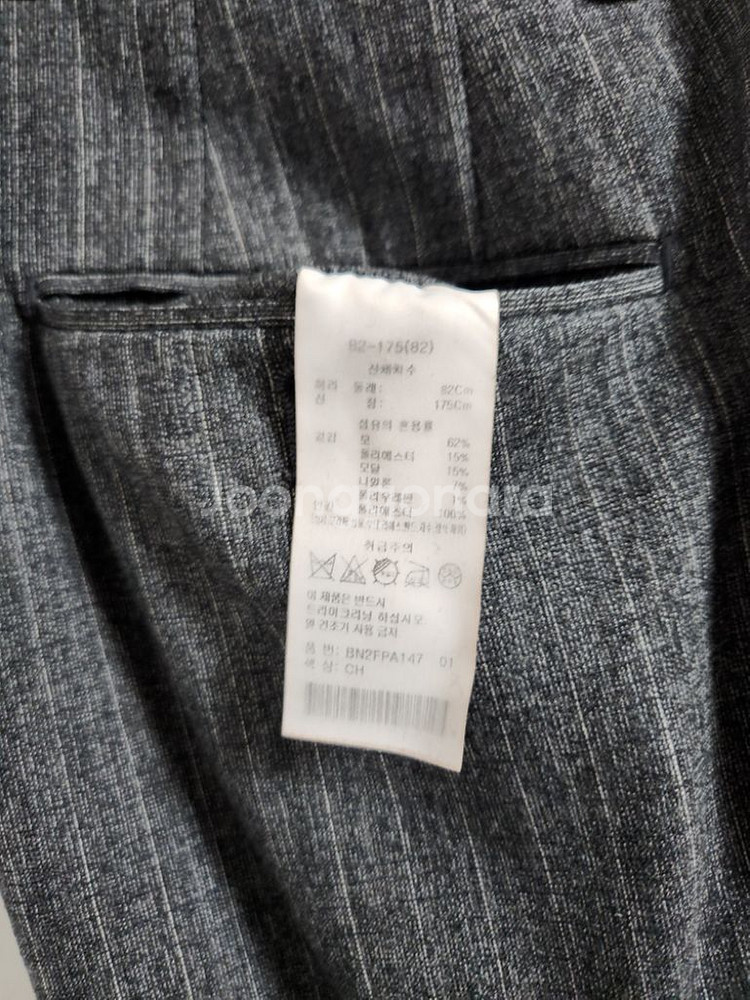 82-175(82)
신체치수
허리 둘레: 82Cm
신 장: 175Cm
섬유의 혼용률
겉감 모 62%
폴리에스터 15%
모달 15%
나일론 7%
폴리우레탄 1%
안감 폴리에스터 100%
취급주의
이 제품은 반드시
드라이크리닝 하십시오
열 건조기 사용 금지
품 번: BN2FPA147 01
색 상: CH
Joongonara